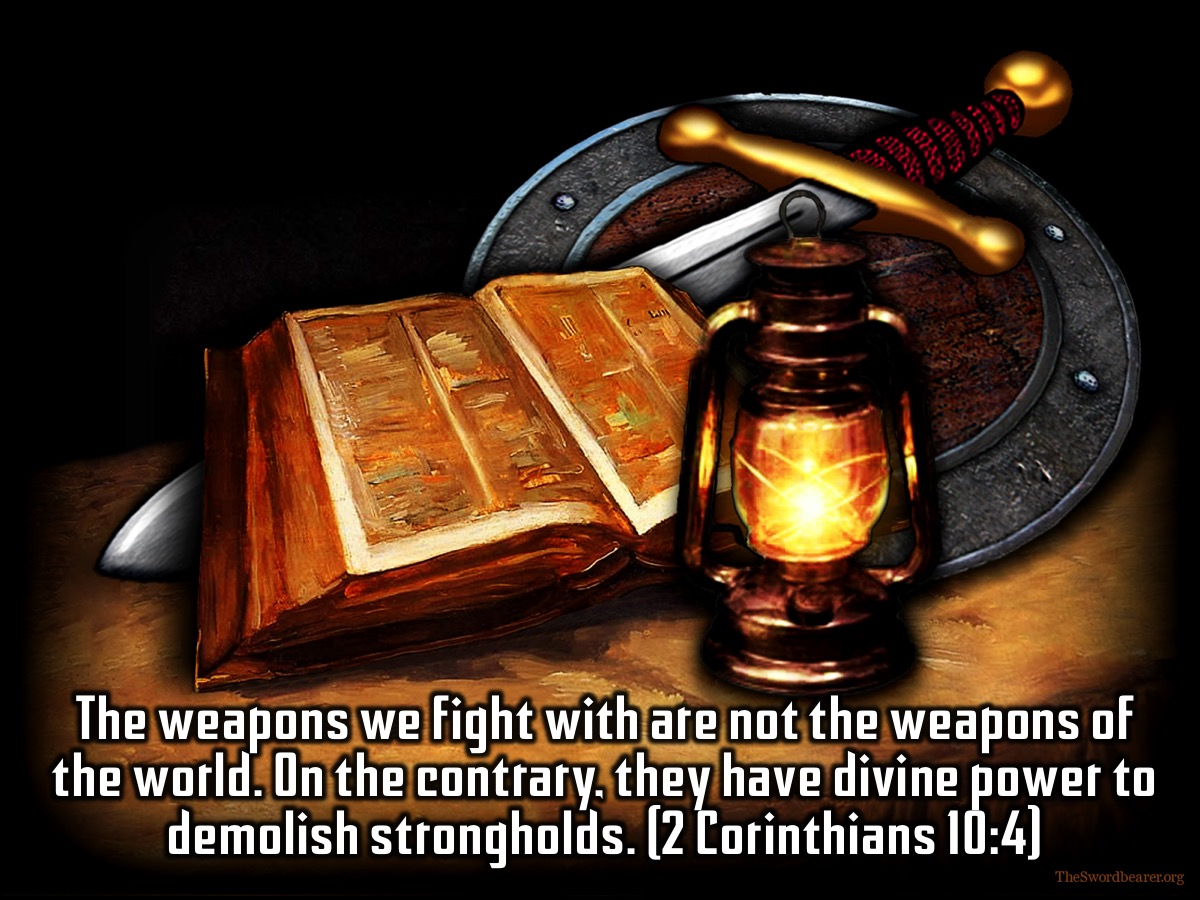 The weapons we fight with are not the weapons of
the world. On the contrary, they have divine power to
demolish strongholds. (2 Corinthians 10:4)
TheSwordbearer.org